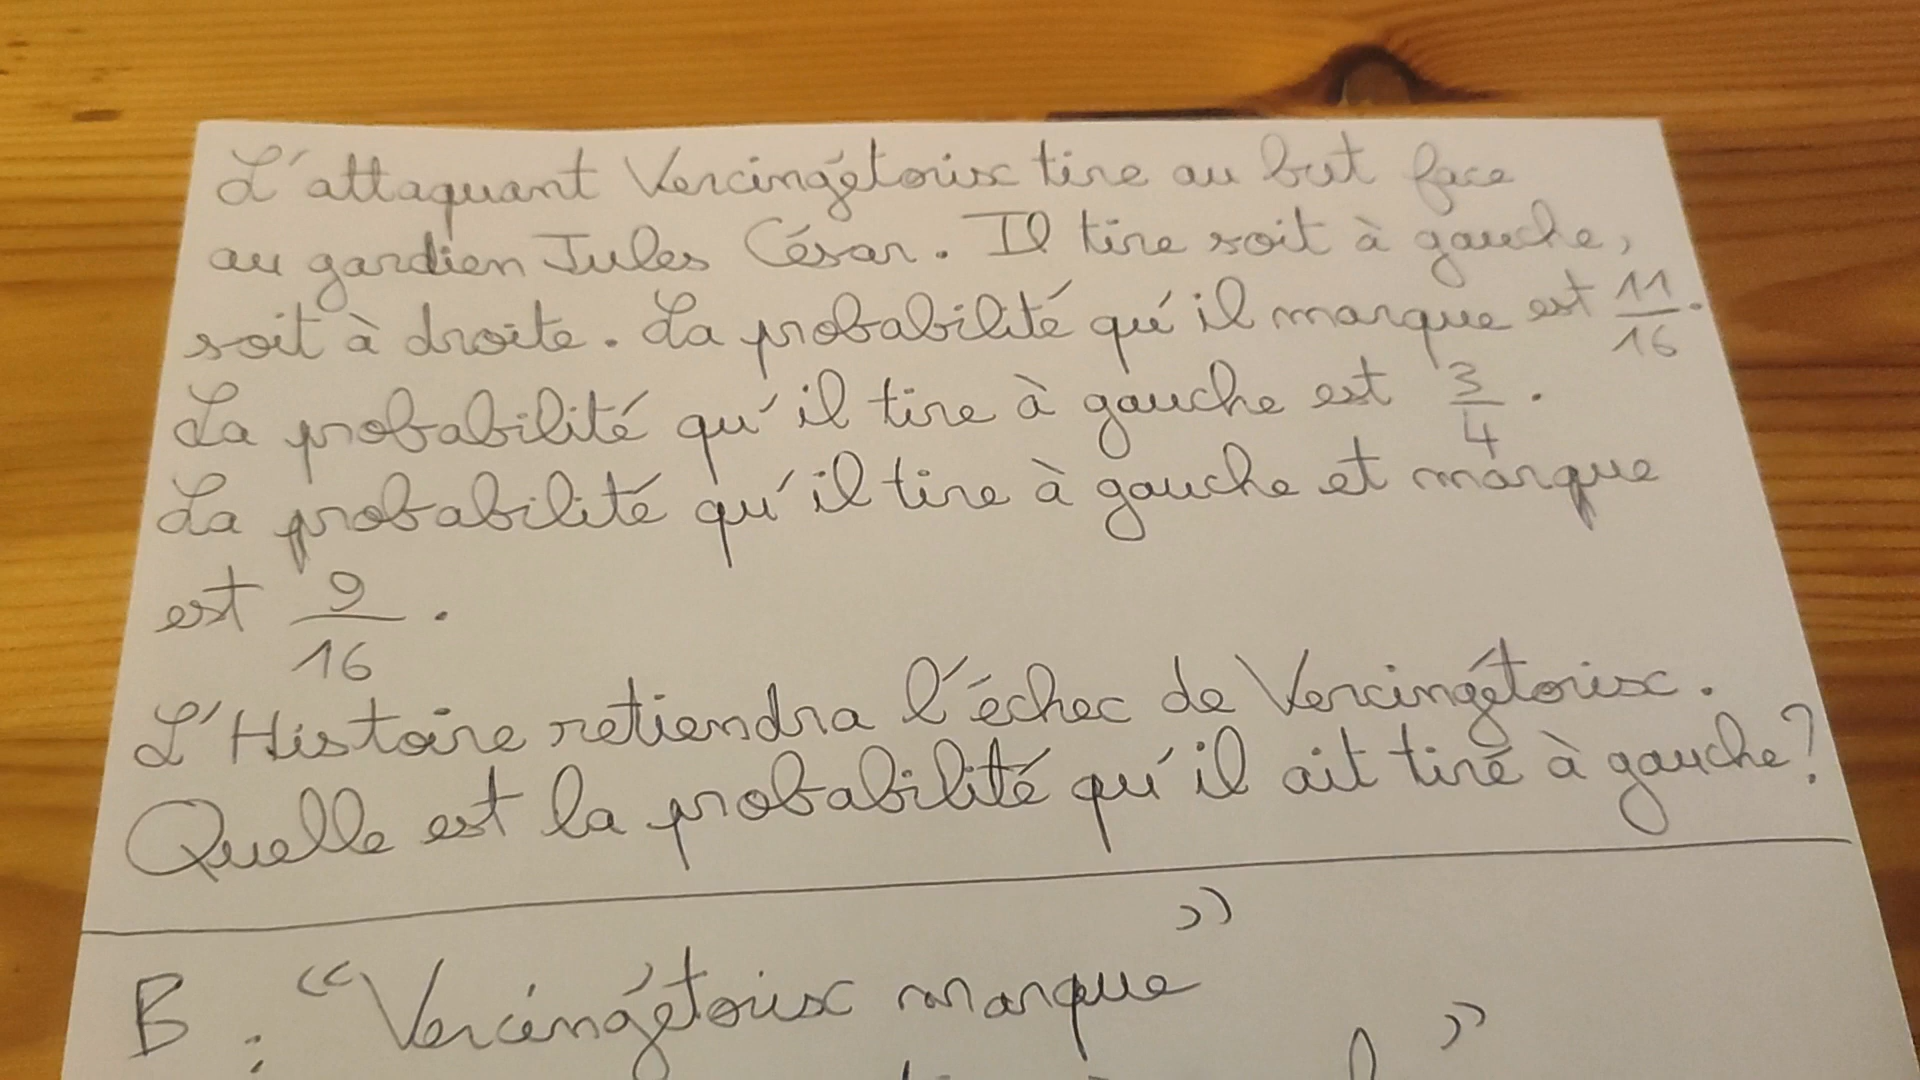 L'attaquant Vercingétorix tire au but face
au gardien Jules César. Il tire soit à gauche,
soit à droite. La probabilité qu'il marque est 11/16.
La probabilité qu'il tire à gauche est 3/4.
La probabilité qu'il tire à gauche et marque
est 9/16.
L'Histoire retiendra l'échec de Vercingétorix.
Quelle est la probabilité qu'il ait tiré à gauche?
B : "Vercingétorix marque"
"